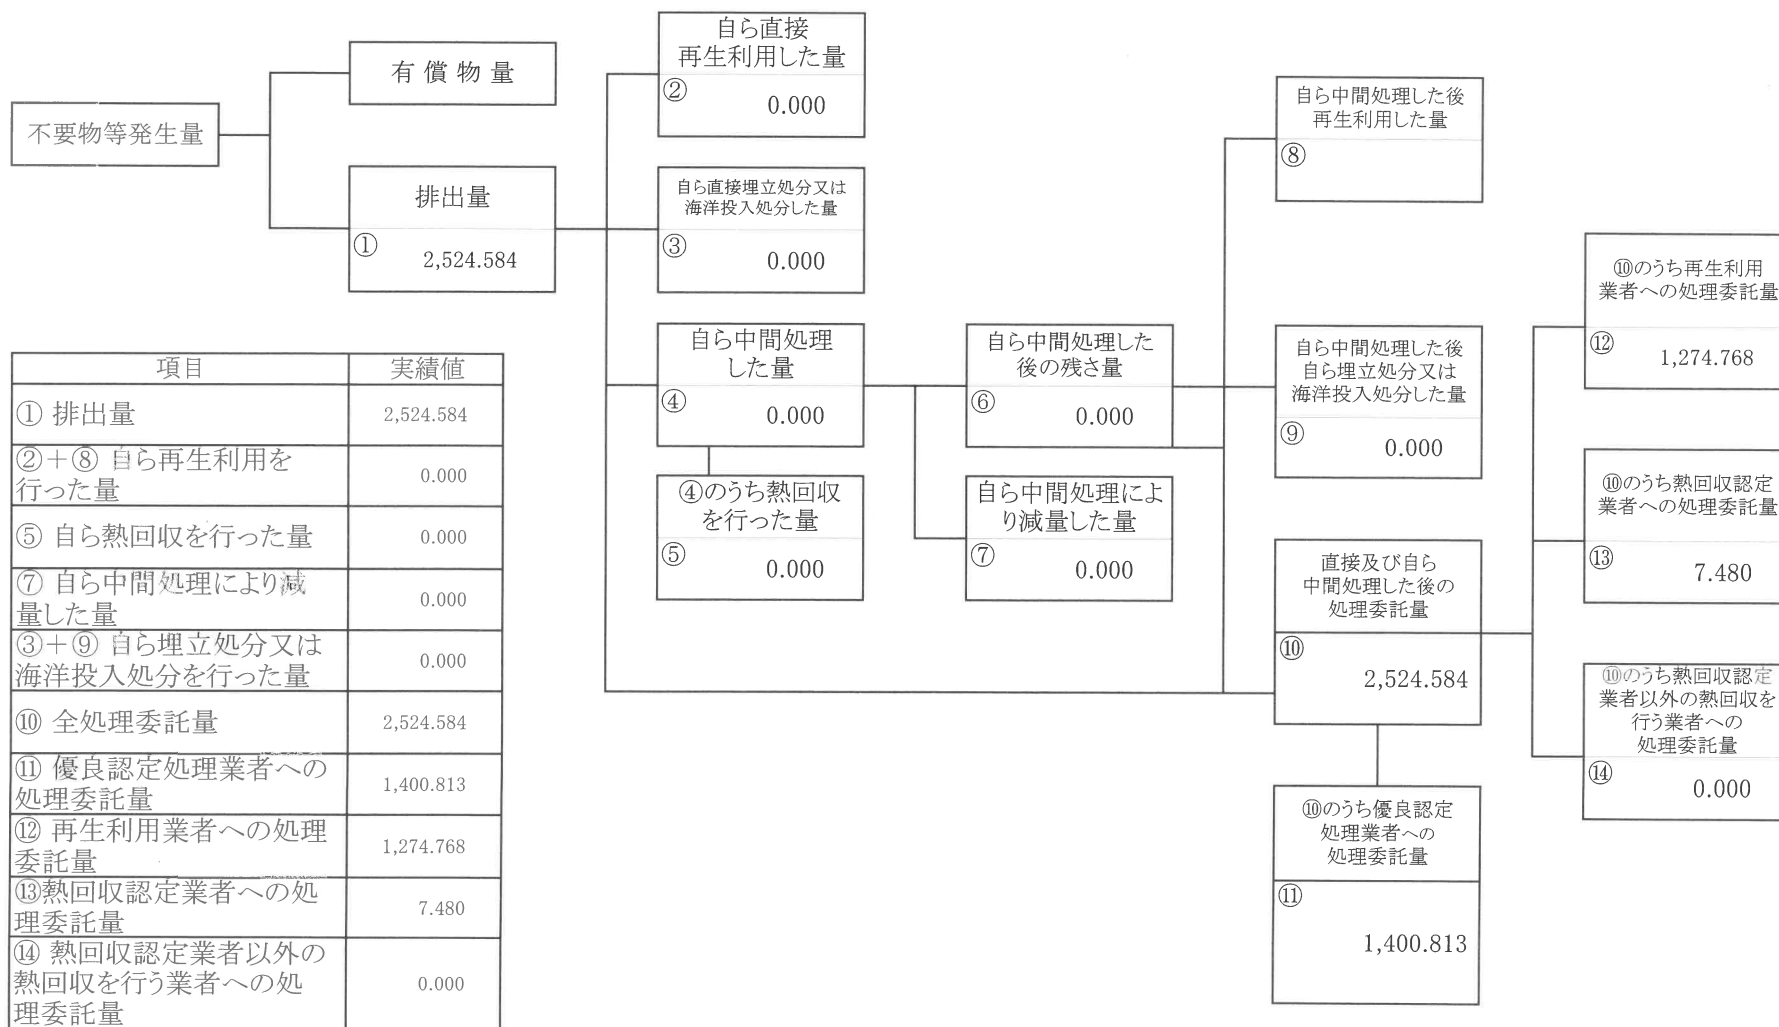 不要物等発生量
有償物量
排出量
①
2,524.584
自ら直接
再生利用した量
②
0.000
自ら直接埋立処分又は
海洋投入処分した量
③
0.000
自ら中間処理
した量
④
0.000
④のうち熱回収
を行った量
⑤
0.000
自ら中間処理した
後の残さ量
⑥
0.000
自ら中間処理によ
り減量した量
⑦
0.000
自ら中間処理した後
再生利用した量
⑧
自ら中間処理した後
自ら埋立処分又は
海洋投入処分した量
⑨
0.000
直接及び自ら
中間処理した後の
処理委託量
⑩
2,524.584
⑩のうち優良認定
処理業者への
処理委託量
⑪
1,400.813
⑩のうち再生利用
業者への処理委託量
⑫
1,274.768
⑩のうち熱回収認定
業者への処理委託量
⑬
7.480
⑩のうち熱回収認定
業者以外の熱回収を
行う業者への
処理委託量
⑭
0.000
項目 実績値
① 排出量 2,524.584
②+⑧ 自ら再生利用を
行った量 0.000
⑤ 自ら熱回収を行った量 0.000
⑦ 自ら中間処理により減
量した量 0.000
③+⑨ 自ら埋立処分又は
海洋投入処分を行った量 0.000
⑩ 全処理委託量 2,524.584
⑪ 優良認定処理業者への
処理委託量 1,400.813
⑫ 再生利用業者への処理
委託量 1,274.768
⑬熱回収認定業者への処
理委託量 7.480
⑭ 熱回収認定業者以外の
熱回収を行う業者への処
理委託量 0.000